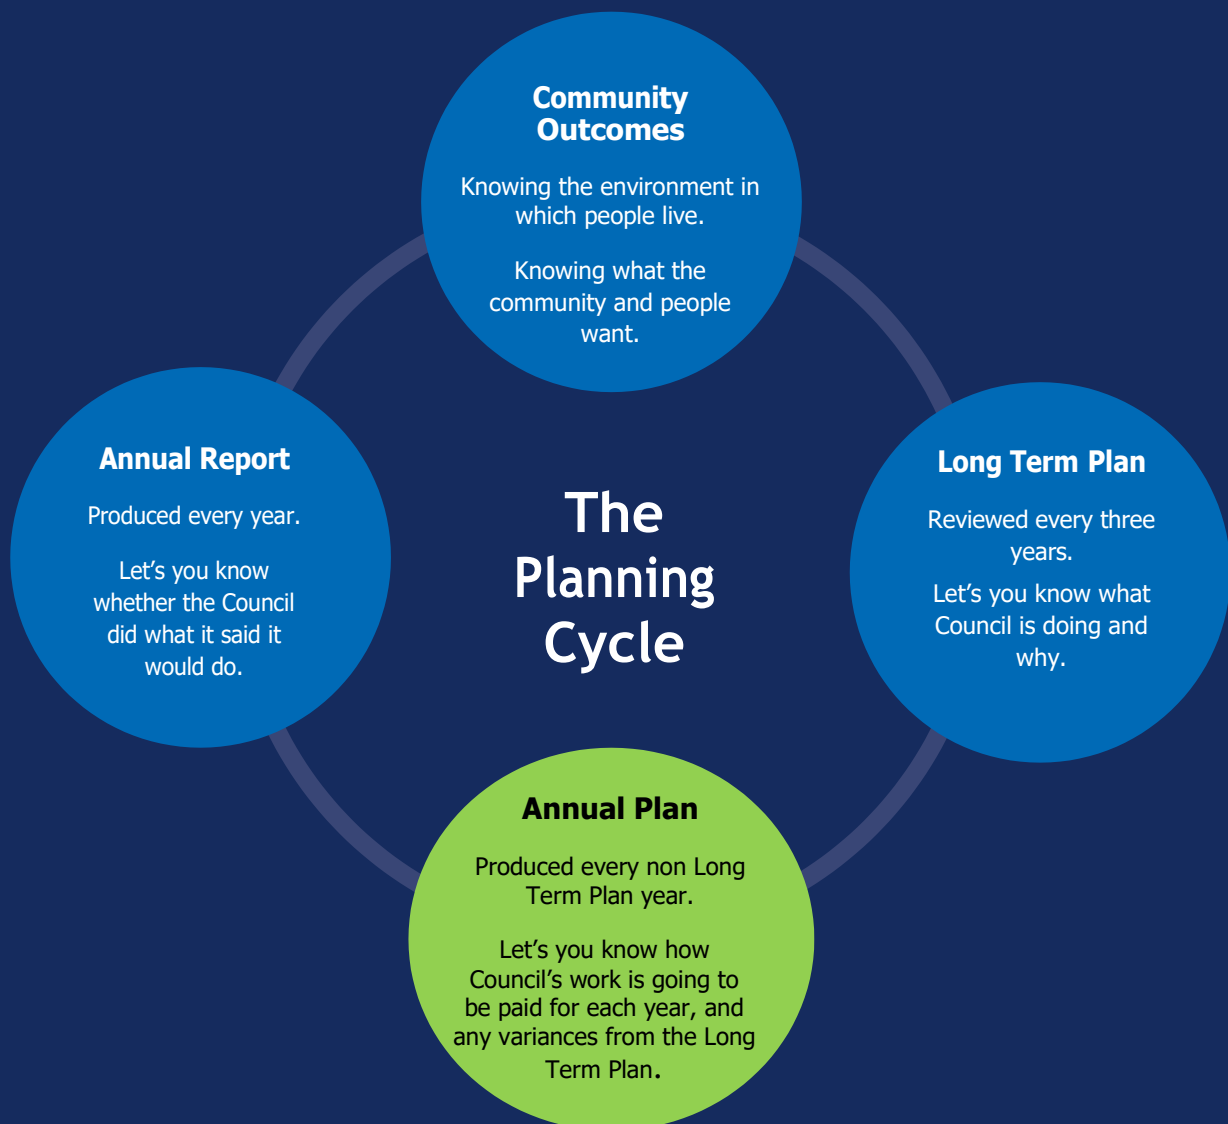 Community
Outcomes
Knowing the environment in
which people live.
Knowing what the
community and people
want.
Annual Report
Produced every year.
Let’s you know
whether the Council
did what it said it
would do.
The
Planning
Cycle
Long Term Plan
Reviewed every three
years.
Let’s you know what
Council is doing and
why.
Annual Plan
Produced every non Long
Term Plan year.
Let’s you know how
Council’s work is going to
be paid for each year, and
any variances from the Long
Term Plan.